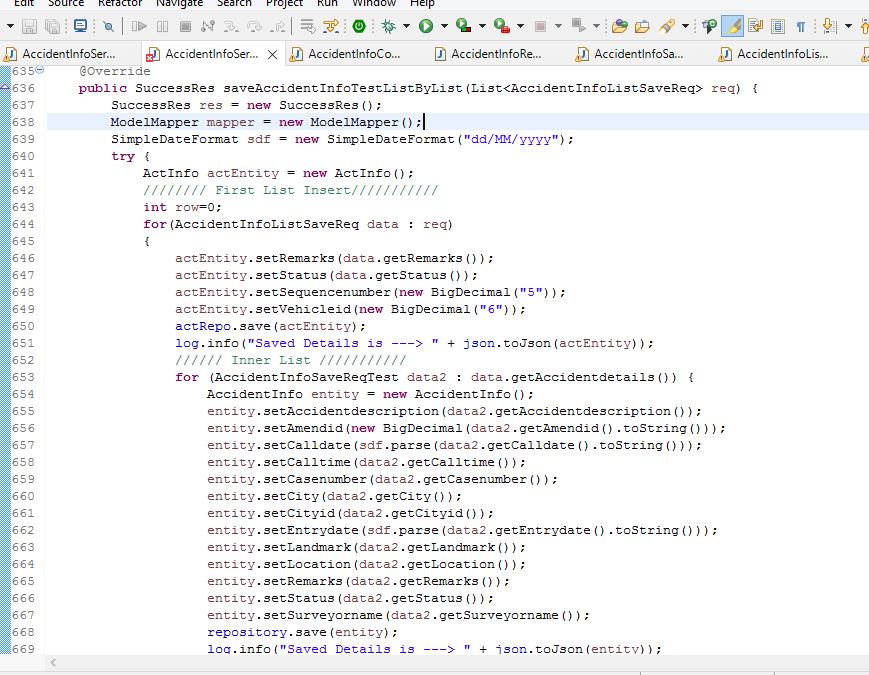 Edit Source Refactor Navigate Search Project Run Window Help
AccidentInfoSer... AccidentInfoSer... AccidentInfoCo... AccidentInfoRe... AccidentInfoSa... AccidentInfoLis...
635 @Override
636 public SuccessRes saveAccidentInfoTestListByList(List<AccidentInfoListSaveReq> req) {
637 SuccessRes res = new SuccessRes();
638 ModelMapper mapper = new ModelMapper();
639 SimpleDateFormat sdf = new SimpleDateFormat("dd/MM/yyyy");
640 try {
641 ActInfo actEntity = new ActInfo();
642 //////// First List Insert///////////
643 int row=0;
644 for(AccidentInfoListSaveReq data : req)
645 {
646 actEntity.setRemarks(data.getRemarks());
647 actEntity.setStatus(data.getStatus());
648 actEntity.setSequencenumber(new BigDecimal("5"));
649 actEntity.setVehicleid(new BigDecimal("6"));
650 actRepo.save(actEntity);
651 log.info("Saved Details is ---> " + json.toJson(actEntity));
652 ////// Inner List ///////////
653 for (AccidentInfoSaveReqTest data2 : data.getAccidentdetails()) {
654 AccidentInfo entity = new AccidentInfo();
655 entity.setAccidentdescription(data2.getAccidentdescription());
656 entity.setAmendid(new BigDecimal(data2.getAmendid().toString()));
657 entity.setCalldate(sdf.parse(data2.getCalldate().toString()));
658 entity.setCalltime(data2.getCalltime());
659 entity.setCasenumber(data2.getCasenumber());
660 entity.setCity(data2.getCity());
661 entity.setCityid(data2.getCityid());
662 entity.setEntrydate(sdf.parse(data2.getEntrydate().toString()));
663 entity.setLandmark(data2.getLandmark());
664 entity.setLocation(data2.getLocation());
665 entity.setRemarks(data2.getRemarks());
666 entity.setStatus(data2.getStatus());
667 entity.setSurveyorname(data2.getSurveyorname());
668 repository.save(entity);
669 log.info("Saved Details is ---> " + json.toJson(entity));